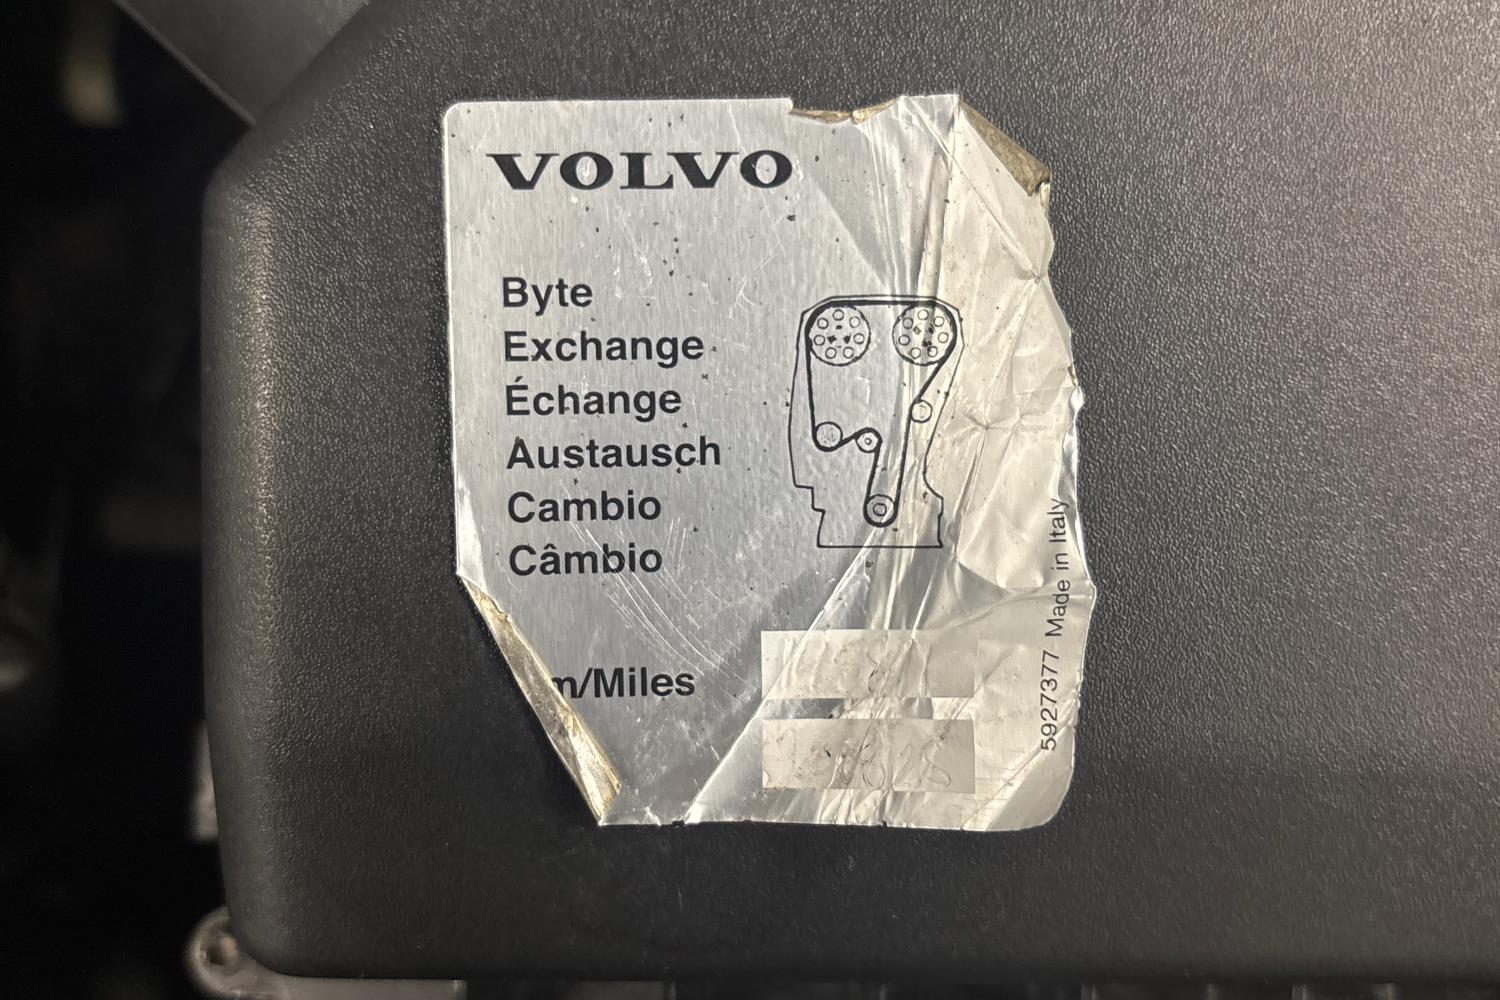 VOLVO
Byte
Exchange
Échange
Austausch
Cambio
Câmbio
m/Miles
5927377 Made in Italy